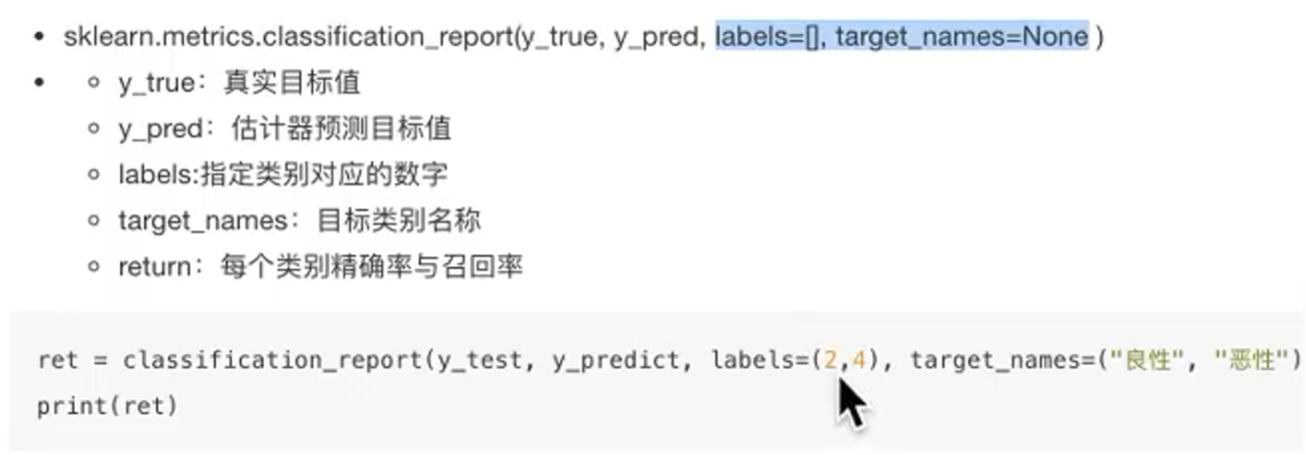 sklearn.metrics.classification_report(y_true, y_pred, labels=[], target_names=None )
y_true：真实目标值
y_pred：估计器预测目标值
labels:指定类别对应的数字
target_names：目标类别名称
return：每个类别精确率与召回率
ret = classification_report(y_test, y_predict, labels=(2,4), target_names=("良性", "恶性")
print(ret)